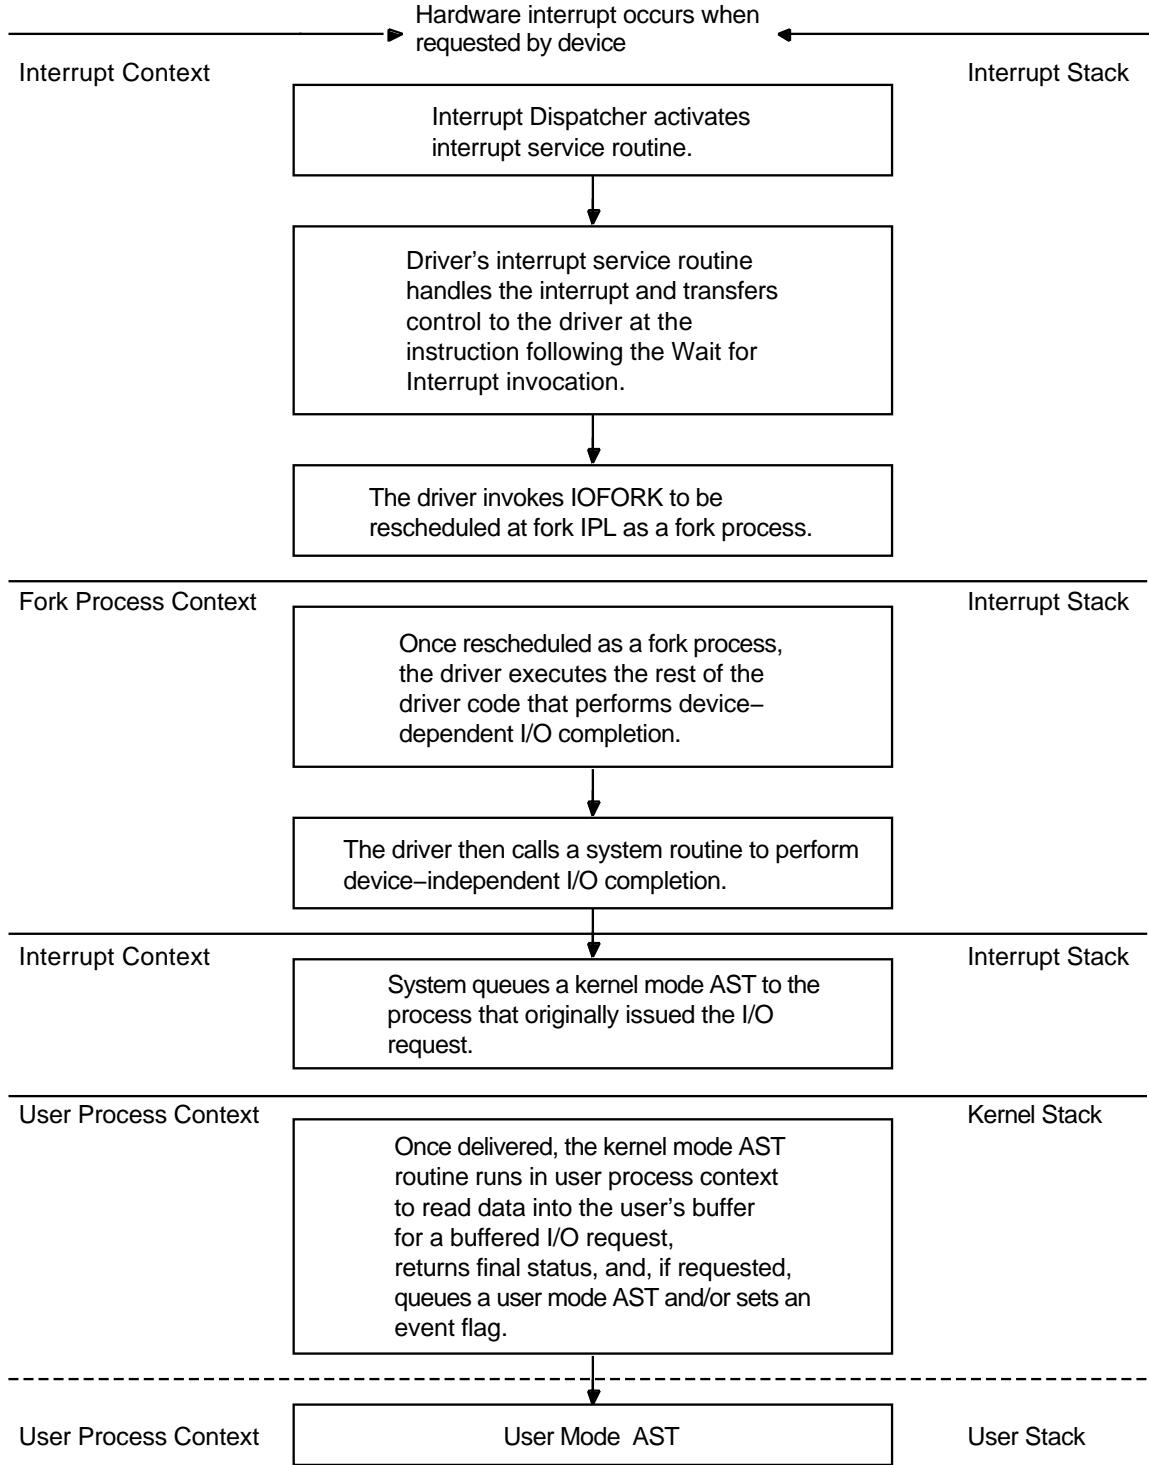 Hardware interrupt occurs when
requested by device
Interrupt Context
Interrupt Stack
Interrupt Dispatcher activates
interrupt service routine.
Driver's interrupt service routine
handles the interrupt and transfers
control to the driver at the
instruction following the Wait for
Interrupt invocation.
The driver invokes IOFORK to be
rescheduled at fork IPL as a fork process.
Fork Process Context
Interrupt Stack
Once rescheduled as a fork process,
the driver executes the rest of the
driver code that performs device–
dependent I/O completion.
The driver then calls a system routine to perform
device–independent I/O completion.
Interrupt Context
Interrupt Stack
System queues a kernel mode AST to the
process that originally issued the I/O
request.
User Process Context
Kernel Stack
Once delivered, the kernel mode AST
routine runs in user process context
to read data into the user's buffer
for a buffered I/O request,
returns final status, and, if requested,
queues a user mode AST and/or sets an
event flag.
User Process Context
User Mode AST
User Stack